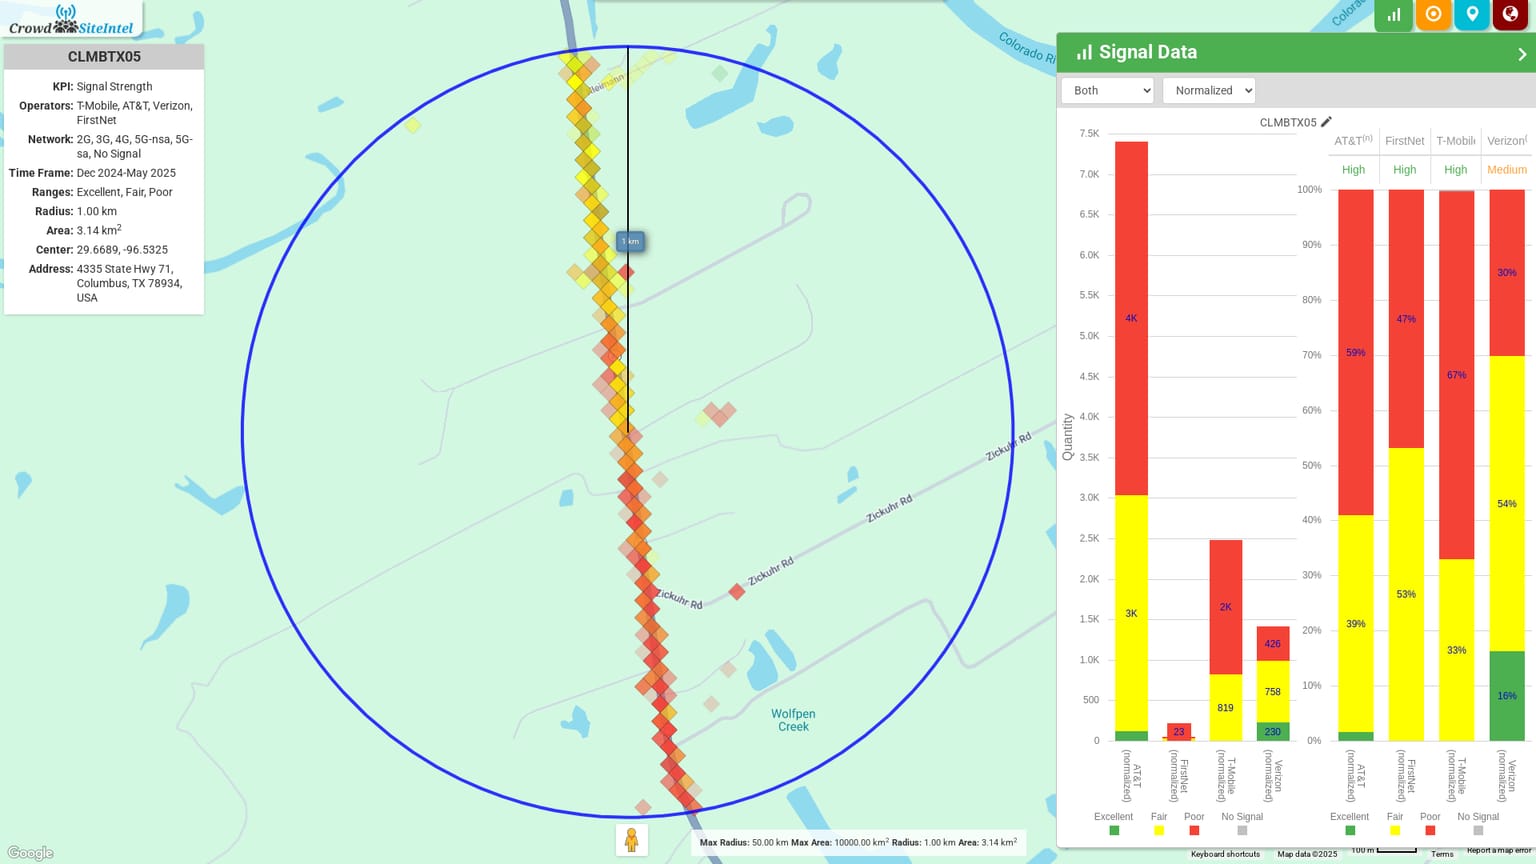 Crowd SiteIntel
CLMBTX05
KPI: Signal Strength
Operators: T-Mobile, AT&T, Verizon,
FirstNet
Network: 2G, 3G, 4G, 5G-nsa, 5G-
sa, No Signal
Time Frame: Dec 2024-May 2025
Ranges: Excellent, Fair, Poor
Radius: 1.00 km
Area: 3.14 km2
Center: 29.6689, -96.5325
Address: 4335 State Hwy 71,
Columbus, TX 78934,
USA
Colorado Ri
Colora
1 km
Zickuhr Rd
Zickuhr Rd
Zickuhr Rd
Zickuhr Rd
Wolfpen
Creek
Google
Max Radius: 50.00 km Max Area: 10000.00 km2 Radius: 1.00 km Area: 3.14 km2
Signal Data
Both
Normalized
CLMBTX05
7.5K
7.0K
6.5K
6.0K
5.5K
5.0K
4.5K
4.0K
3.5K
3.0K
2.5K
2.0K
1.5K
1.0K
500
0
Quantity
4K
3K
23
2K
819
426
758
230
AT&T (normalized)
FirstNet (normalized)
T-Mobile (normalized)
Verizon (normalized)
Excellent Fair Poor No Signal
AT&T(n) FirstNet T-Mobile Verizon(
High High High Medium
100%
90%
80%
70%
60%
50%
40%
30%
20%
10%
0%
59%
39%
47%
53%
67%
33%
30%
54%
16%
AT&T (normalized)
FirstNet (normalized)
T-Mobile (normalized)
Verizon (normalized)
Excellent Fair Poor No Signal
Keyboard shortcuts Map data ©2025 100 m Terms Report a map error